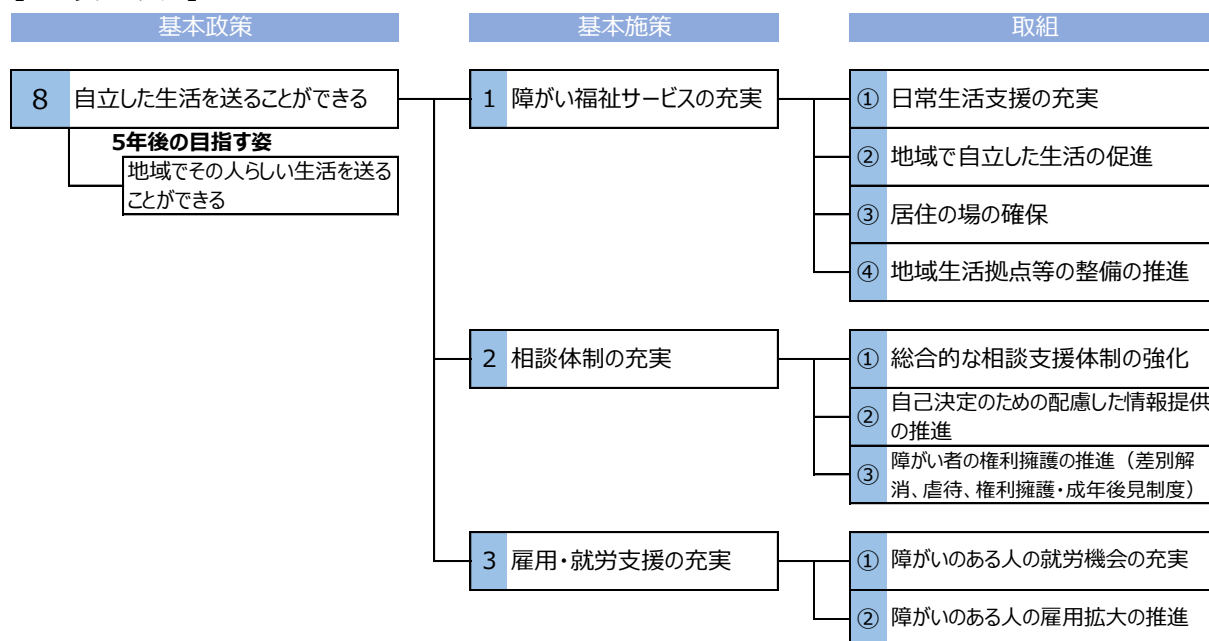 基本政策
基本施策
取組
8 自立した生活を送ることができる
5年後の目指す姿
地域でその人らしい生活を送る
ことができる
1 障がい福祉サービスの充実
① 日常生活支援の充実
② 地域で自立した生活の促進
③ 居住の場の確保
④ 地域生活拠点等の整備の推進
2 相談体制の充実
① 総合的な相談支援体制の強化
② 自己決定のための配慮した情報提供
の推進
③ 障がい者の権利擁護の推進（差別解
消、虐待、権利擁護・成年後見制度）
3 雇用・就労支援の充実
① 障がいのある人の就労機会の充実
② 障がいのある人の雇用拡大の推進